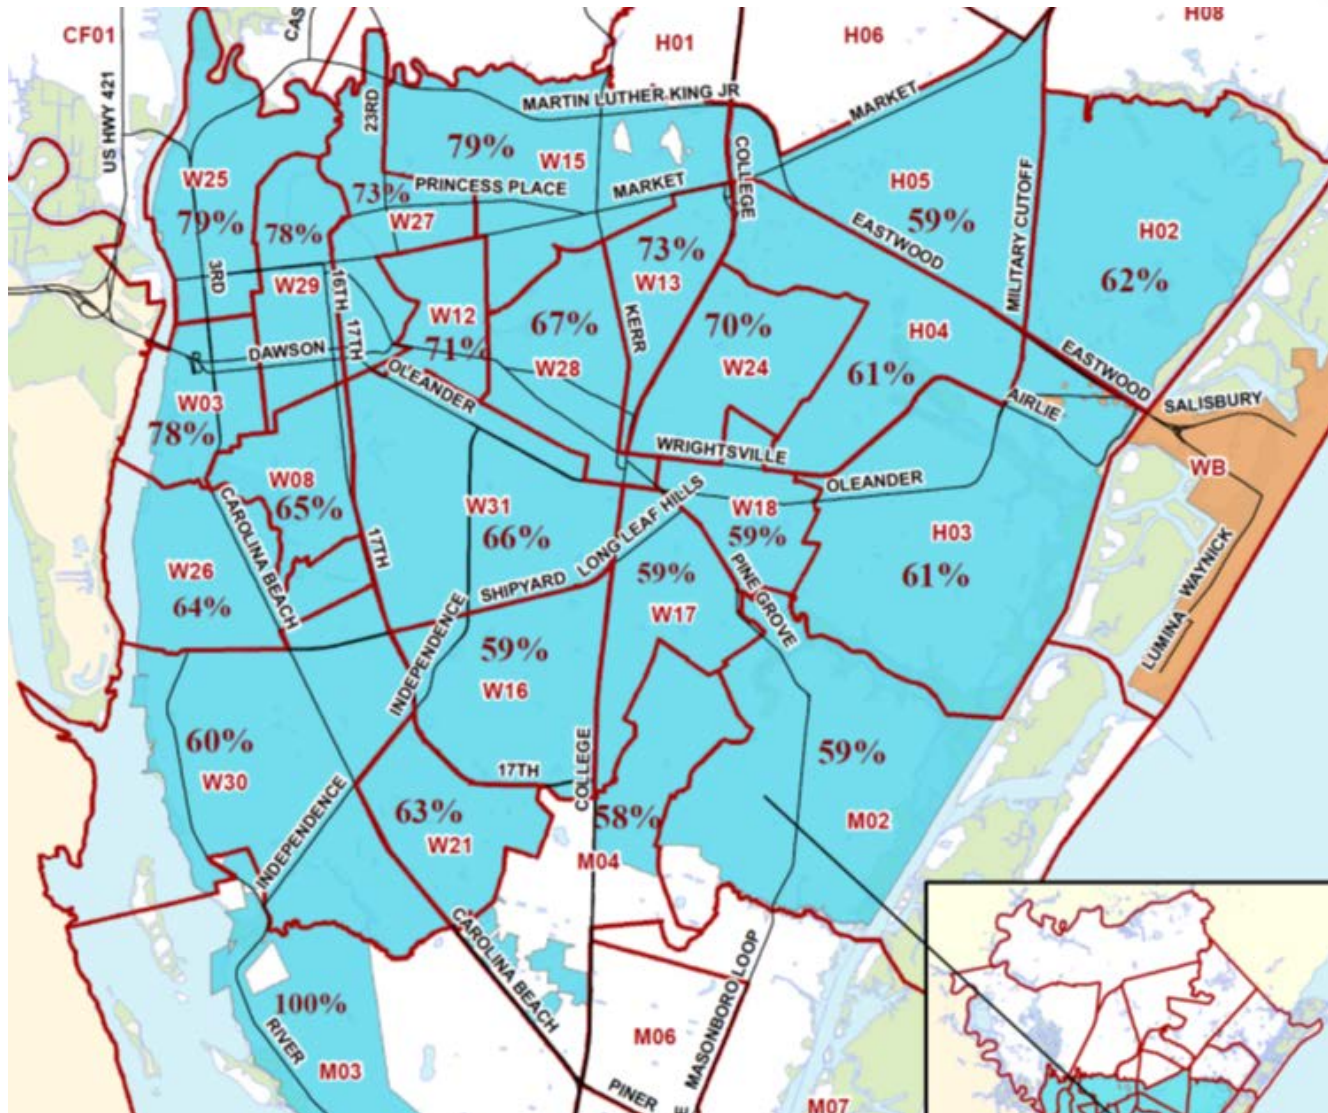 H08
CF01
CAS
H01
H06
US HWY 421
23RD
MARTIN LUTHER KING JR
MARKET
79%
W15
COLLEGE
W25
73%
PRINCESS PLACE
MARKET
H05
MILITARY CUTOFF
79%
78%
W27
59%
H02
EASTWOOD
73%
62%
3RD
W29
16TH
W13
W12
67%
KERR
70%
H04
17TH
DAWSON
71%
W28
W24
61%
EASTWOOD
OLEANDER
W03
AIRLIE
SALISBURY
78%
WRIGHTSVILLE
WB
W08
OLEANDER
65%
W31
LONG LEAF HILLS
W18
CAROLINA BEACH
17TH
66%
59%
H03
W26
SHIPYARD
59%
PINE GROVE
61%
LUMINA
WAYNICK
64%
W17
INDEPENDENCE
59%
W16
60%
59%
W30
17TH
COLLEGE
INDEPENDENCE
63%
58%
M02
W21
M04
CAROLINA BEACH
MASONBORO LOOP
100%
RIVER
M06
M03
PINER
E
M07